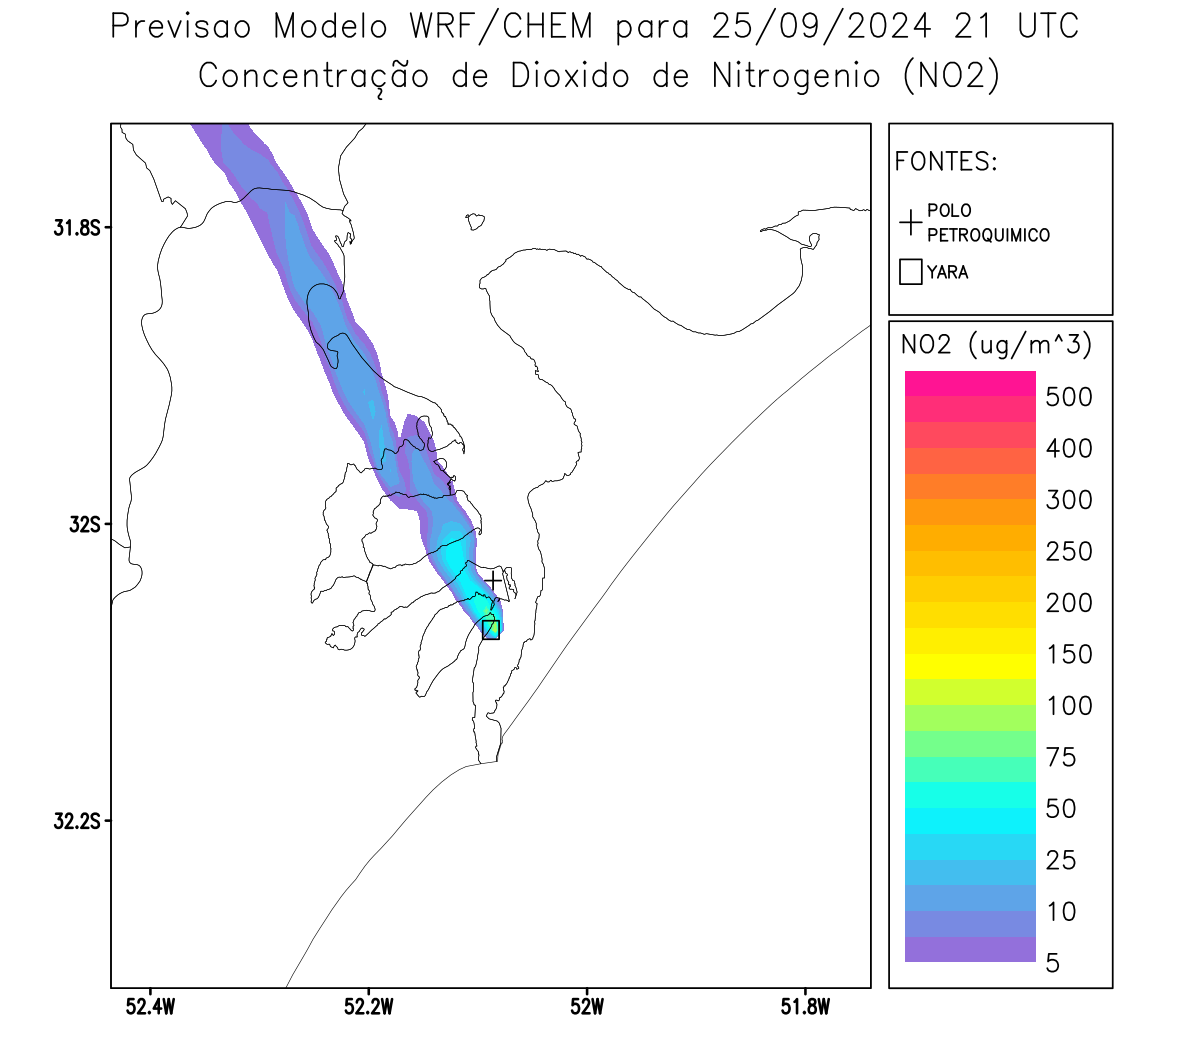 Previsao Modelo WRF/CHEM para 25/09/2024 21 UTC
Concentração de Dioxido de Nitrogenio (NO2)
FONTES:
POLO
PETROQUIMICO
YARA
NO2 (ug/m^3)
500
400
300
250
200
150
100
75
50
25
10
5
31.8S
32S
32.2S
52.4W
52.2W
52W
51.8W